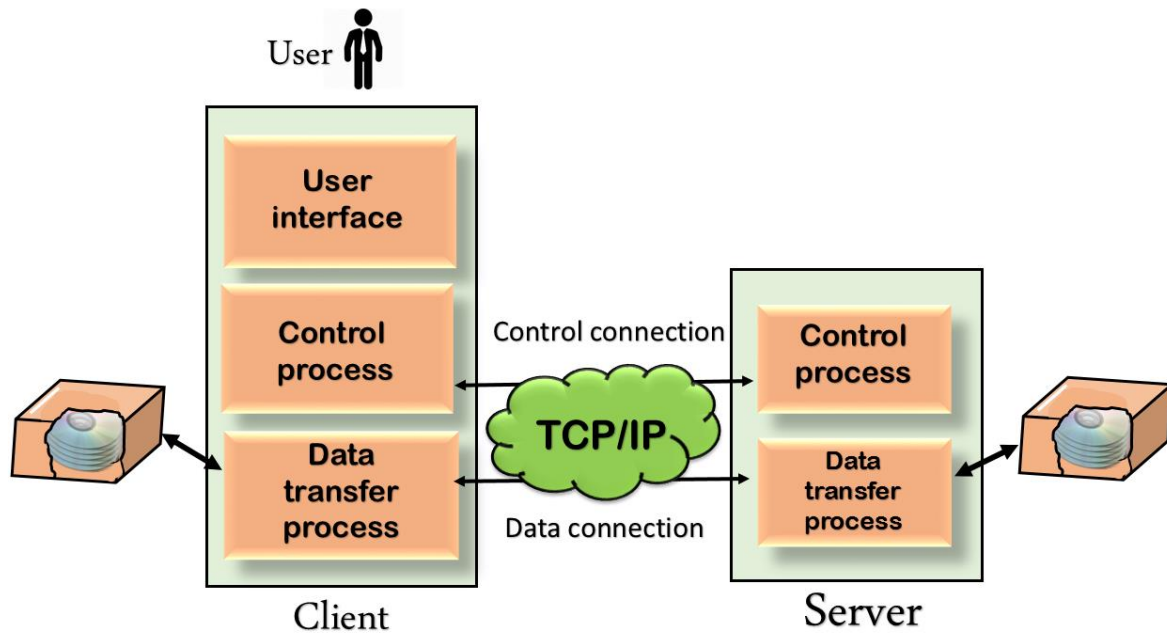 User
User
interface
Control
process
Data
transfer
process
Client
Control connection
TCP/IP
Data connection
Control
process
Data
transfer
process
Server